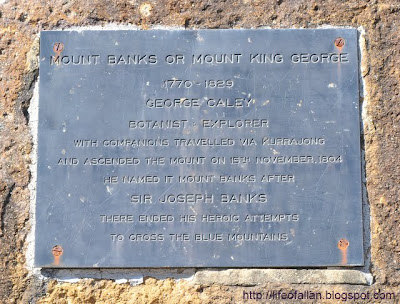 MOUNT BANKS OR MOUNT KING GEORGE
1770-1829
GEORGE CALEY
BOTANIST : EXPLORER
WITH COMPANIONS TRAVELLED VIA KURRAJONG
AND ASCENDED THE MOUNT ON 15TH NOVEMBER, 1804
HE NAMED IT MOUNT BANKS AFTER
SIR JOSEPH BANKS
THERE ENDED HIS HEROIC ATTEMPTS
TO CROSS THE BLUE MOUNTAINS
http://lifeofallan.blogspot.com